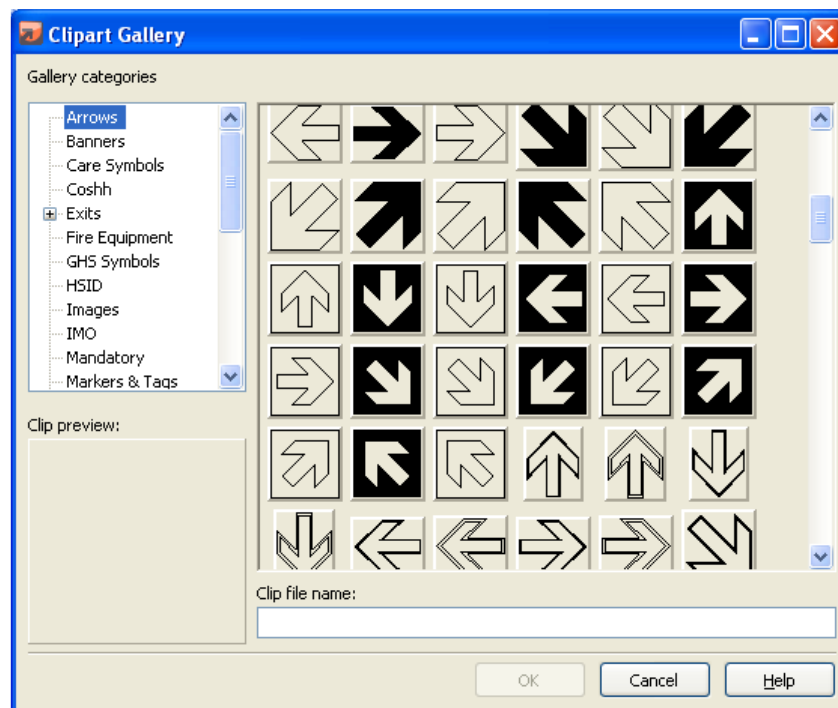 Clipart Gallery
Gallery categories
Arrows
Banners
Care Symbols
Coshh
Exits
Fire Equipment
GHS Symbols
HSID
Images
IMO
Mandatory
Markers & Tags
Clip preview:
Clip file name:
OK
Cancel
Help